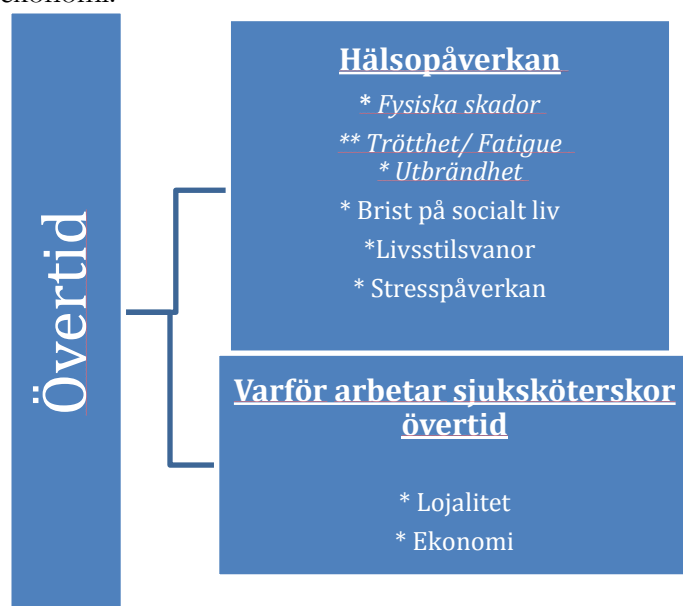 Övertid
Hälsopåverkan
* Fysiska skador
** Trötthet/ Fatigue
* Utbrändhet
* Brist på socialt liv
*Livsstilsvanor
* Stresspåverkan
Varför arbetar sjuksköterskor
övertid
* Lojalitet
* Ekonomi